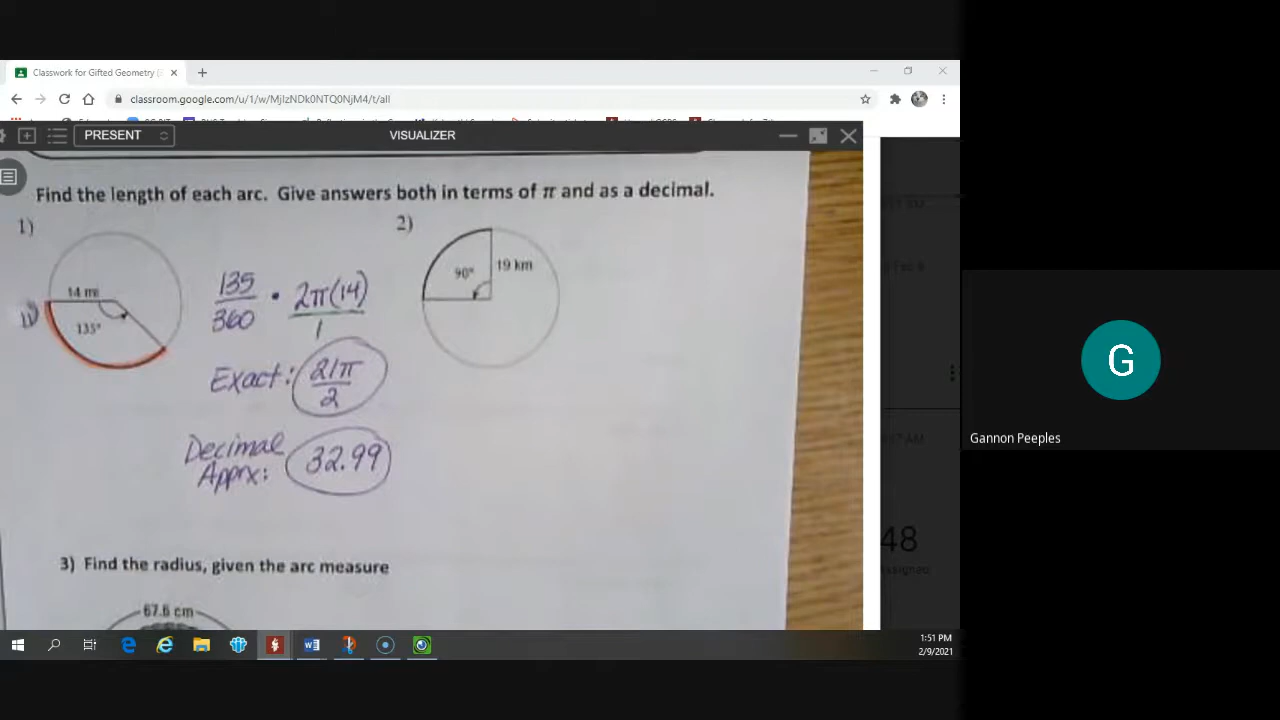 Classwork for Gifted Geometry (
classroom.google.com/u/1/w/MjIzNDk0NTQ0NjM4/t/all
PRESENT
VISUALIZER
Find the length of each arc. Give answers both in terms of π and as a decimal.
1)
14 mi
135°
135/360 · 2π(14)/1
Exact: 21π/2
Decimal
Apprx: 32.99
2)
90°
19 km
3) Find the radius, given the arc measure
67.6 cm
48
G
Gannon Peeples
1:51 PM
2/9/2021